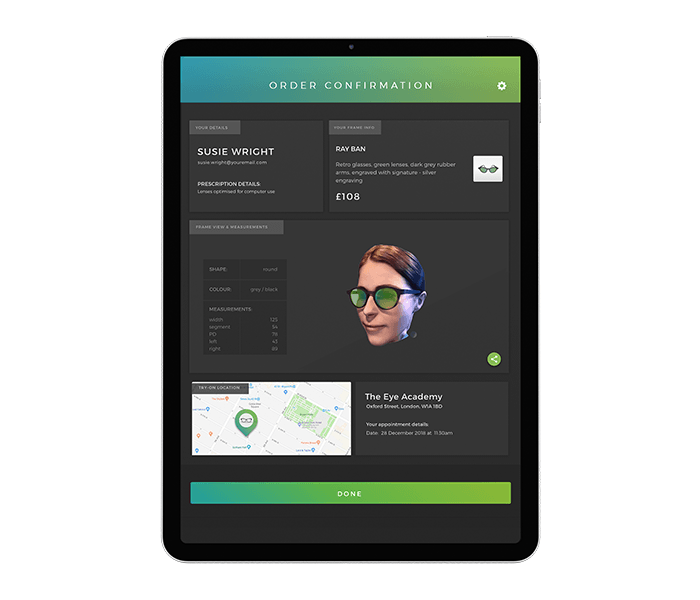 ORDER CONFIRMATION
YOUR DETAILS
SUSIE WRIGHT
susie.wright@youremail.com
PRESCRIPTION DETAILS:
Lenses optimised for computer use
YOUR FRAME INFO
RAY BAN
Retro glasses, green lenses, dark grey rubber
arms, engraved with signature - silver
engraving
£108
FRAME VIEW & MEASUREMENTS
SHAPE: round
COLOUR: grey / black
MEASUREMENTS:
width 125
segment 34
PD 78
left 43
right 88
TRY-ON LOCATION
The Eye Academy
Oxford Street, London, W1A 1BD
Your appointment details:
Date: 28 December 2018 at 11:30am
DONE